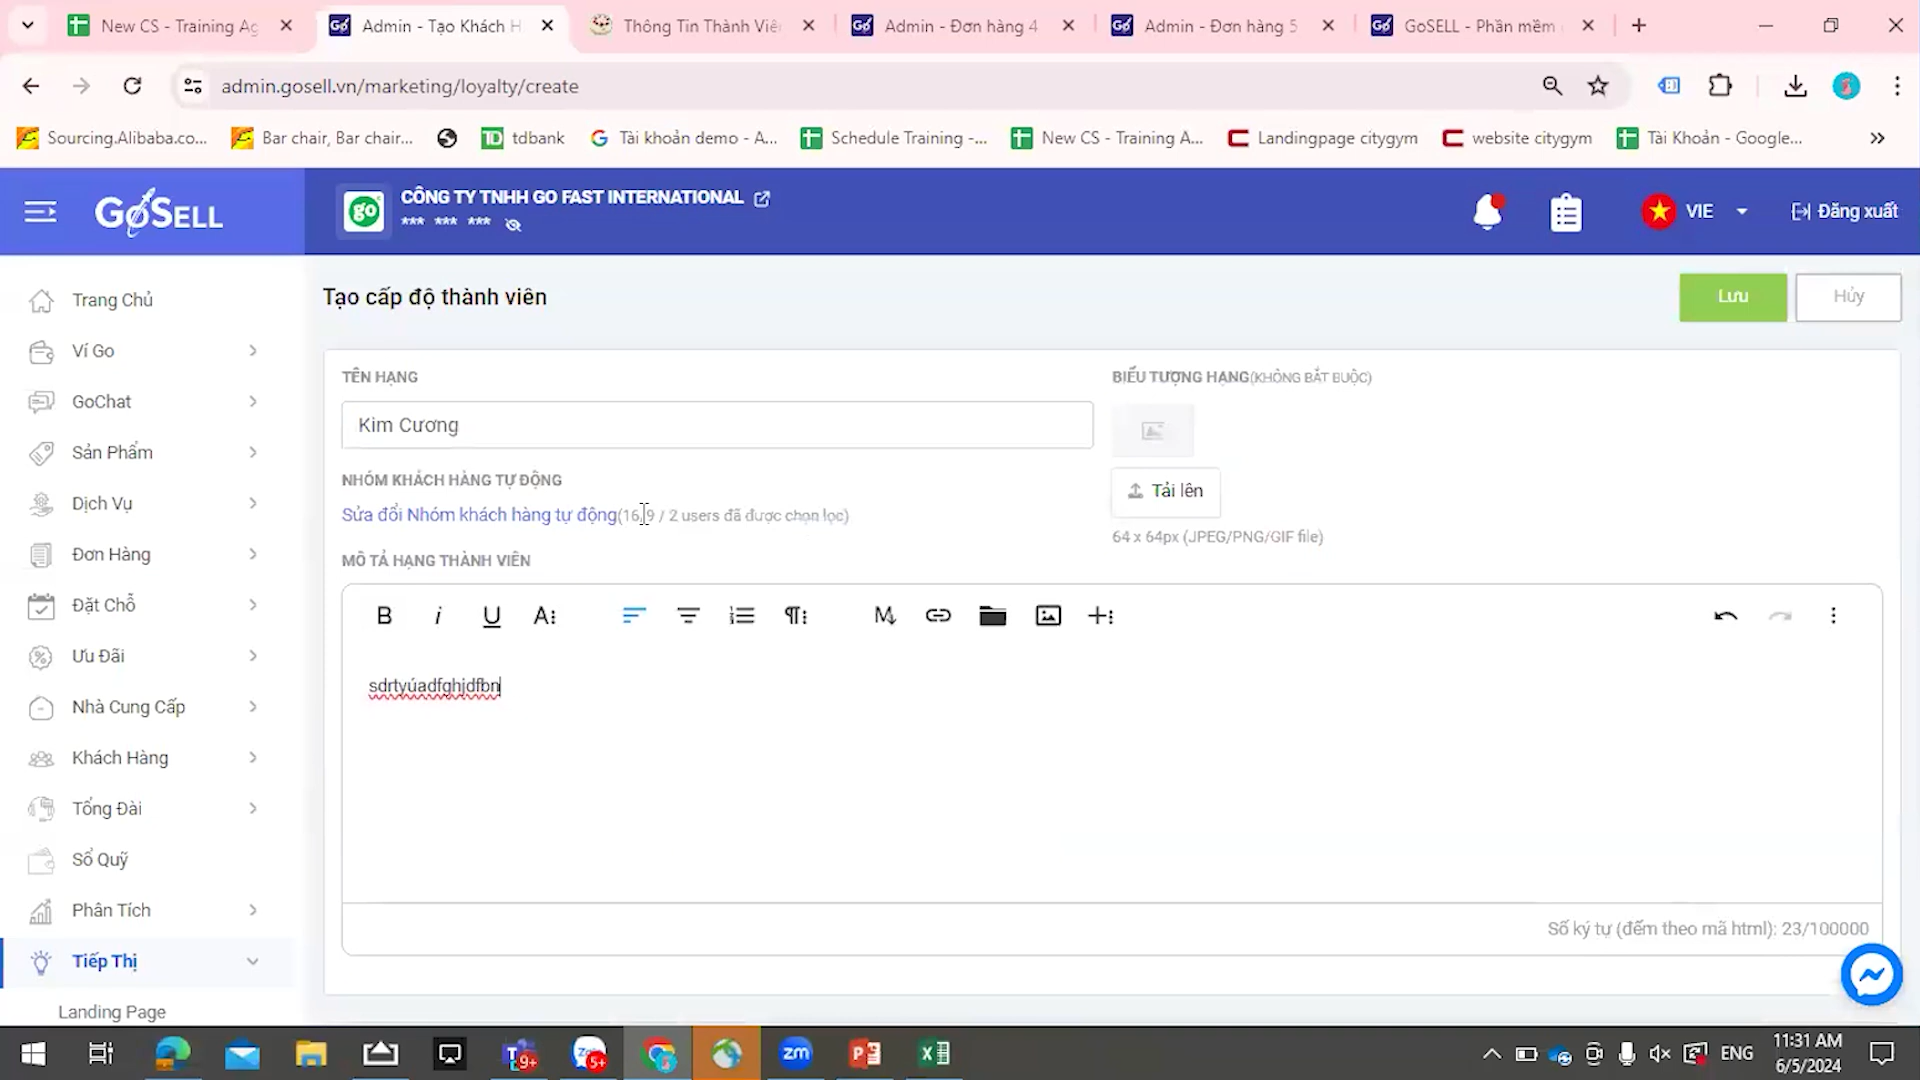 New CS - Training Ag
Admin - Tạo Khách H
Thông Tin Thành Viê
Admin - Đơn hàng 4
Admin - Đơn hàng 5
GoSELL - Phần mềm
admin.gosell.vn/marketing/loyalty/create
Sourcing.Alibaba.co...
Bar chair, Bar chair...
tdbank
Tài khoản demo - A...
Schedule Training -...
New CS - Training A...
Landingpage citygym
website citygym
Tài Khoản - Google...
GoSELL
go
CÔNG TY TNHH GO FAST INTERNATIONAL
*** *** ***
VIE
Đăng xuất
Trang Chủ
Ví Go
GoChat
Sản Phẩm
Dịch Vụ
Đơn Hàng
Đặt Chỗ
Ưu Đãi
Nhà Cung Cấp
Khách Hàng
Tổng Đài
Sổ Quỹ
Phân Tích
Tiếp Thị
Landing Page
Tạo cấp độ thành viên
Lưu
Hủy
TÊN HẠNG
Kim Cương
BIỂU TƯỢNG HẠNG(KHÔNG BẮT BUỘC)
Tải lên
64 x 64px (JPEG/PNG/GIF file)
NHÓM KHÁCH HÀNG TỰ ĐỘNG
Sửa đổi Nhóm khách hàng tự động / 2 users đã được chọn lọc)
MÔ TẢ HẠNG THÀNH VIÊN
sdrtyúadfghjdfbn
Số ký tự (đếm theo mã html): 23/100000
9+
5+
zm
ENG
11:31 AM
6/5/2024